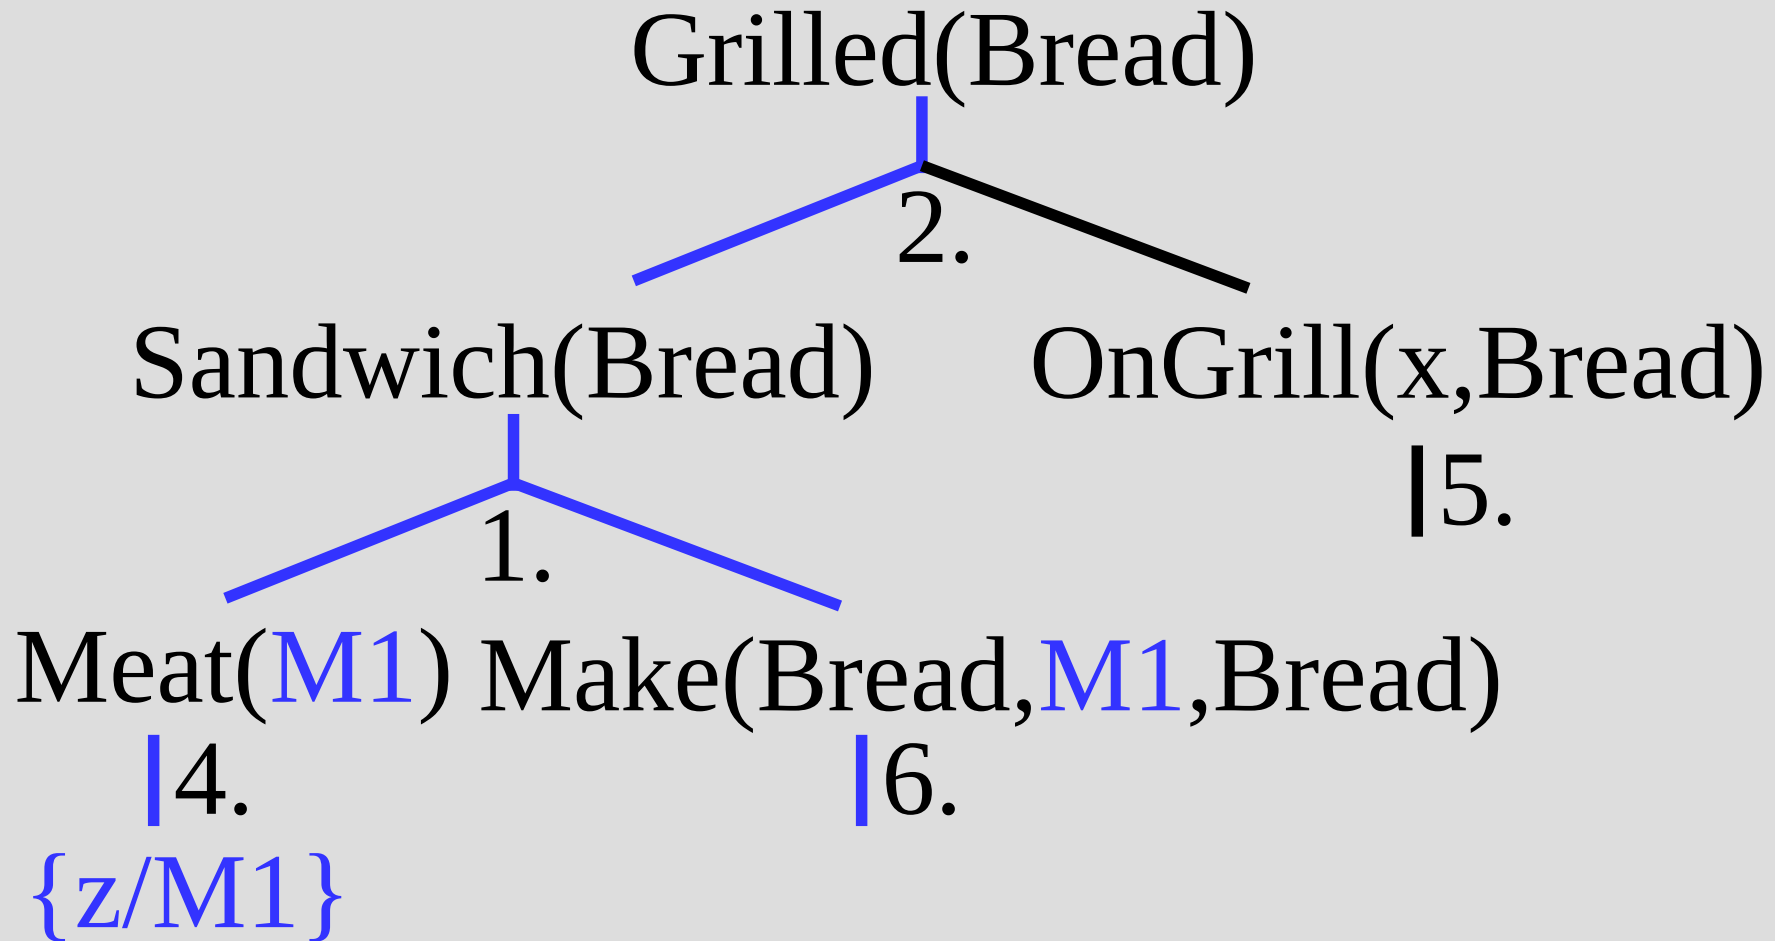 Grilled(Bread)
2.
Sandwich(Bread) OnGrill(x,Bread)
5.
1.
Meat(M1) Make(Bread,M1,Bread)
4. 6.
{z/M1}